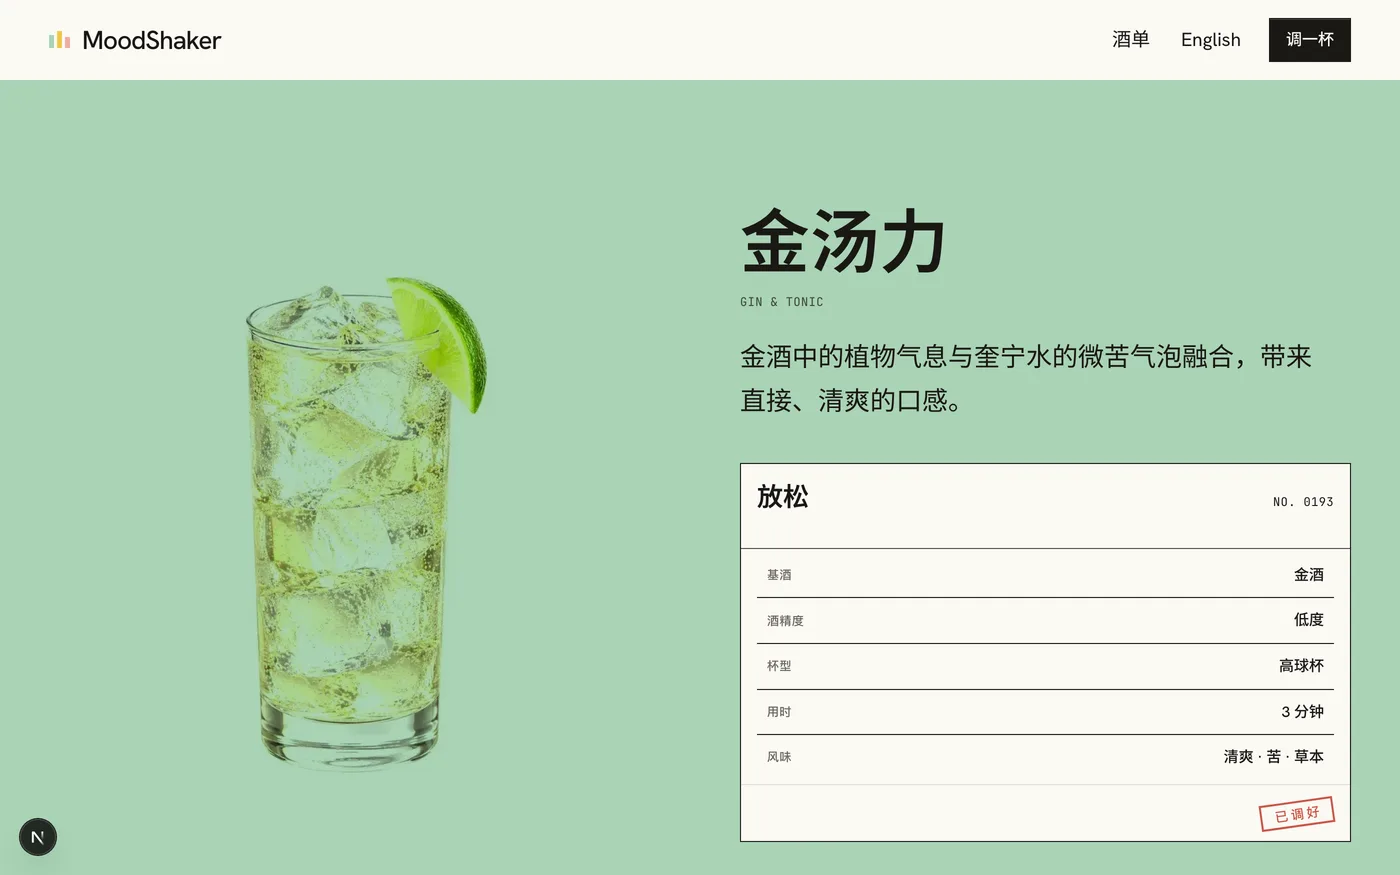 MoodShaker
酒单
English
调一杯
金汤力
GIN & TONIC
金酒中的植物气息与奎宁水的微苦气泡融合，带来
直接、清爽的口感。
放松
NO. 0193
基酒
金酒
酒精度
低度
杯型
高球杯
用时
3 分钟
风味
清爽 · 苦 · 草本
已调好
N